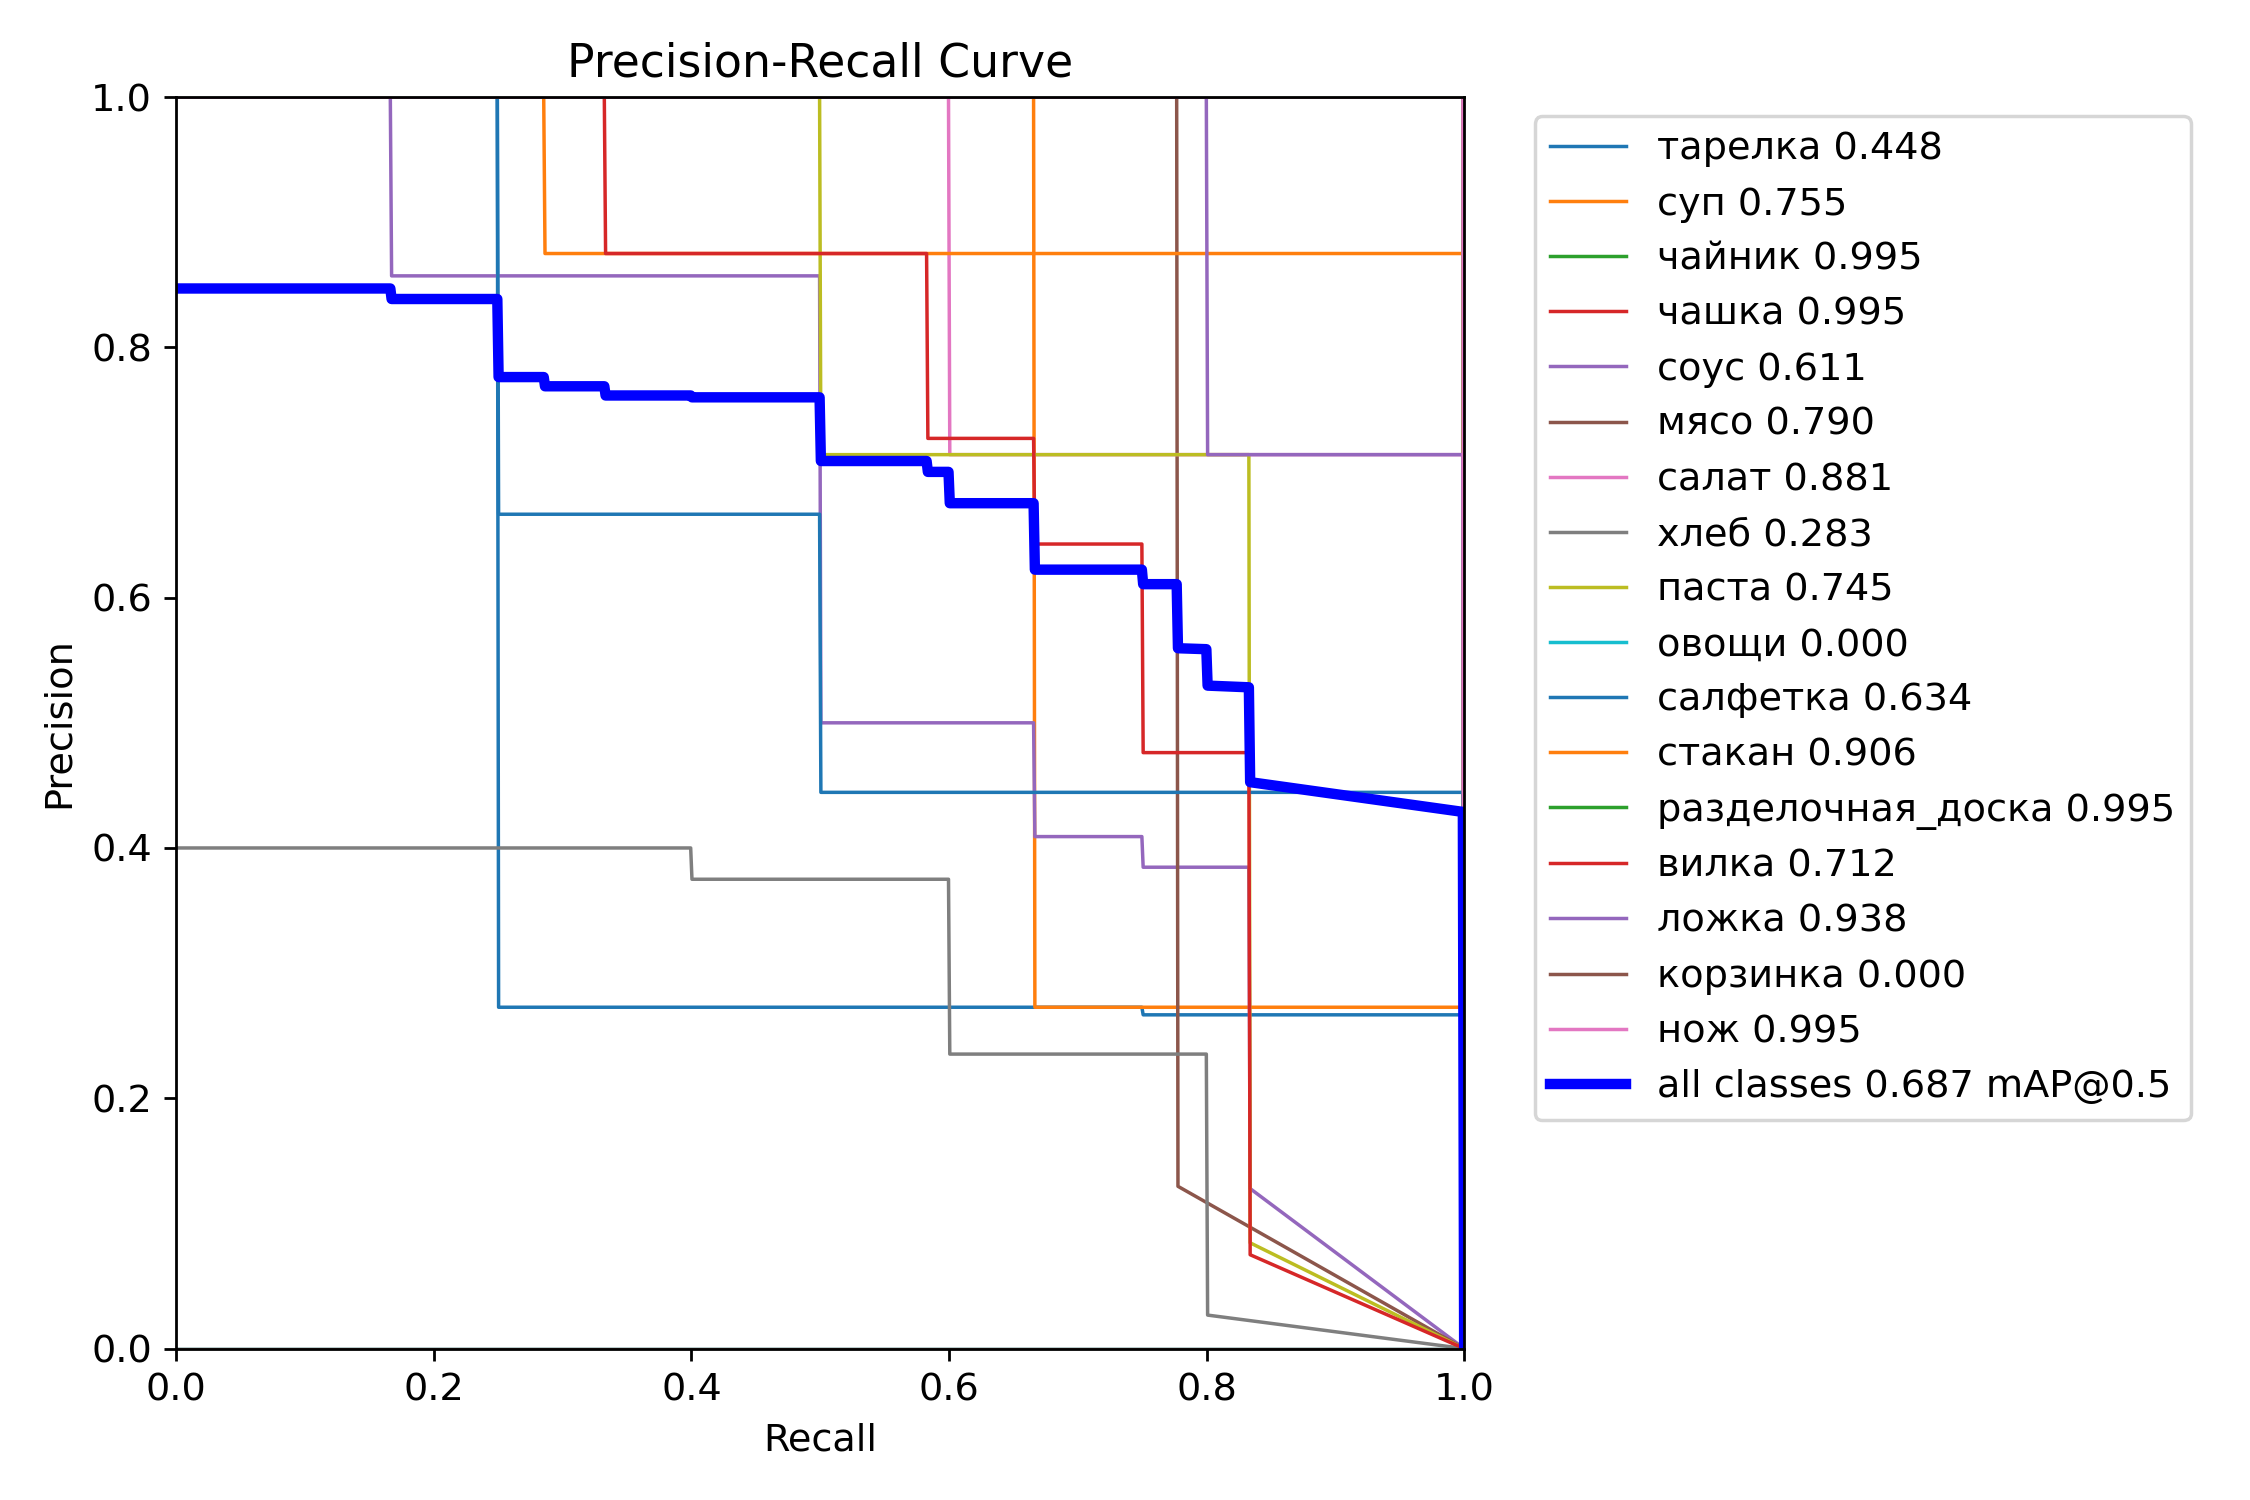 Precision-Recall Curve
1.0
0.8
0.6
0.4
0.2
0.0
Precision
0.0 0.2 0.4 0.6 0.8 1.0
Recall
тарелка 0.448
суп 0.755
чайник 0.995
чашка 0.995
соус 0.611
мясо 0.790
салат 0.881
хлеб 0.283
паста 0.745
овощи 0.000
салфетка 0.634
стакан 0.906
разделочная_доска 0.995
вилка 0.712
ложка 0.938
корзинка 0.000
нож 0.995
all classes 0.687 mAP@0.5